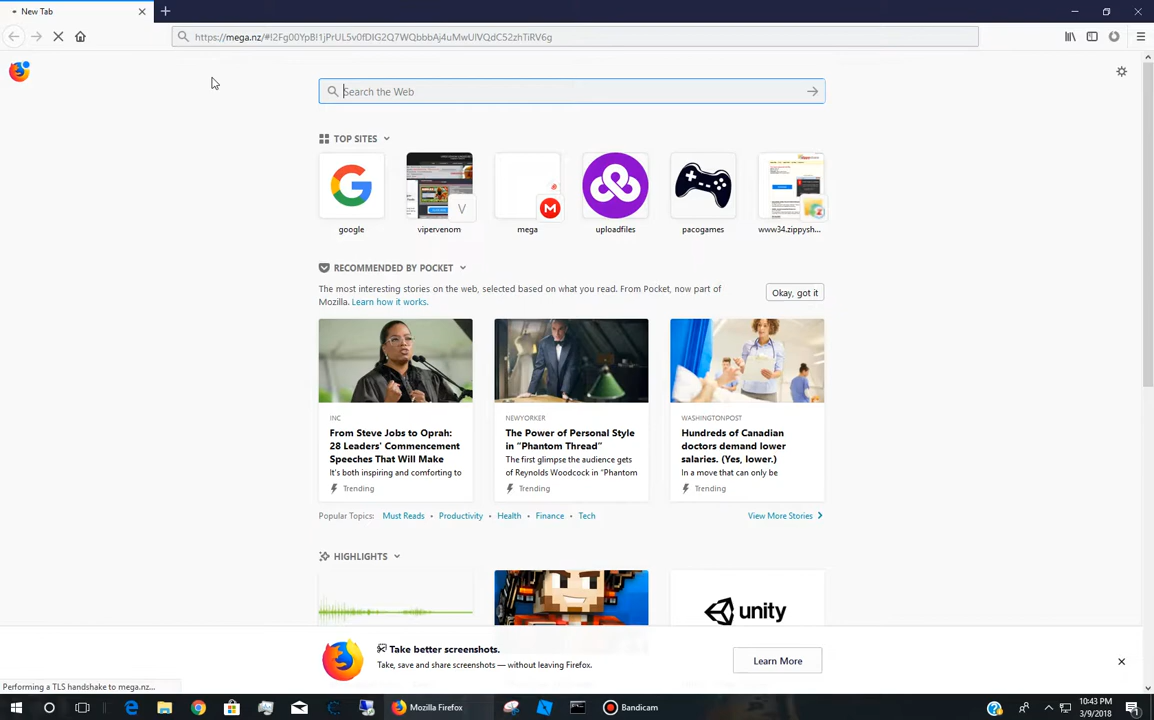 New Tab
https://mega.nz/#!2Fg00YpB!1jPrUL5v0fDIG2Q7WQbbbAj4uMwUlVQdC52zhTiRV6g
Search the Web
TOP SITES
google
vipervenom
mega
uploadfiles
pacogames
www34.zippysh...
RECOMMENDED BY POCKET
The most interesting stories on the web, selected based on what you read. From Pocket, now part of
Mozilla. Learn how it works.
Okay, got it
INC
From Steve Jobs to Oprah:
28 Leaders' Commencement
Speeches That Will Make
It's both inspiring and comforting to
Trending
NEWYORKER
The Power of Personal Style
in "Phantom Thread"
The first glimpse the audience gets
of Reynolds Woodcock in "Phantom
Trending
WASHINGTONPOST
Hundreds of Canadian
doctors demand lower
salaries. (Yes, lower.)
In a move that can only be
Trending
Popular Topics: Must Reads • Productivity • Health • Finance • Tech
View More Stories
HIGHLIGHTS
unity
Take better screenshots.
Take, save and share screenshots — without leaving Firefox.
Learn More
Performing a TLS handshake to mega.nz...
Mozilla Firefox
Bandicam
10:43 PM
3/9/2018